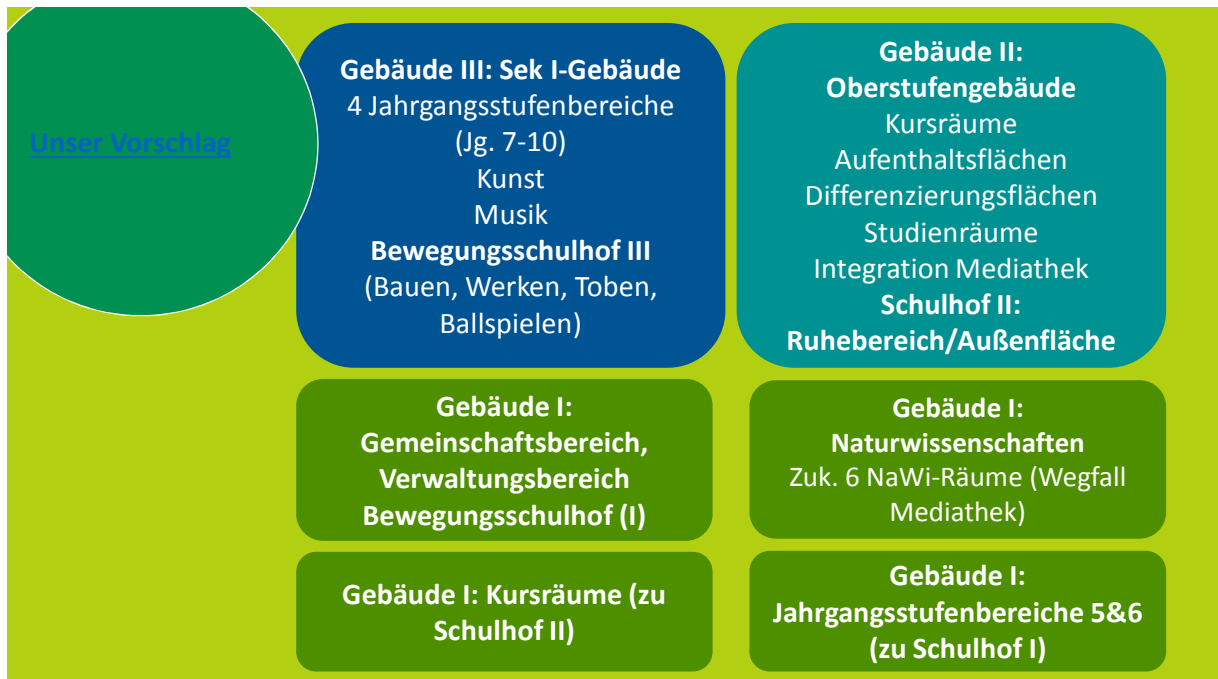 Unser Vorschlag
Gebäude III: Sek I-Gebäude
4 Jahrgangsstufenbereiche
(Jg. 7-10)
Kunst
Musik
Bewegungsschulhof III
(Bauen, Werken, Toben,
Ballspielen)
Gebäude II:
Oberstufengebäude
Kursräume
Aufenthaltsflächen
Differenzierungsflächen
Studienräume
Integration Mediathek
Schulhof II:
Ruhebereich/Außenfläche
Gebäude I:
Gemeinschaftsbereich,
Verwaltungsbereich
Bewegungsschulhof (I)
Gebäude I:
Naturwissenschaften
Zuk. 6 NaWi-Räume (Wegfall
Mediathek)
Gebäude I: Kursräume (zu
Schulhof II)
Gebäude I:
Jahrgangsstufenbereiche 5&6
(zu Schulhof I)